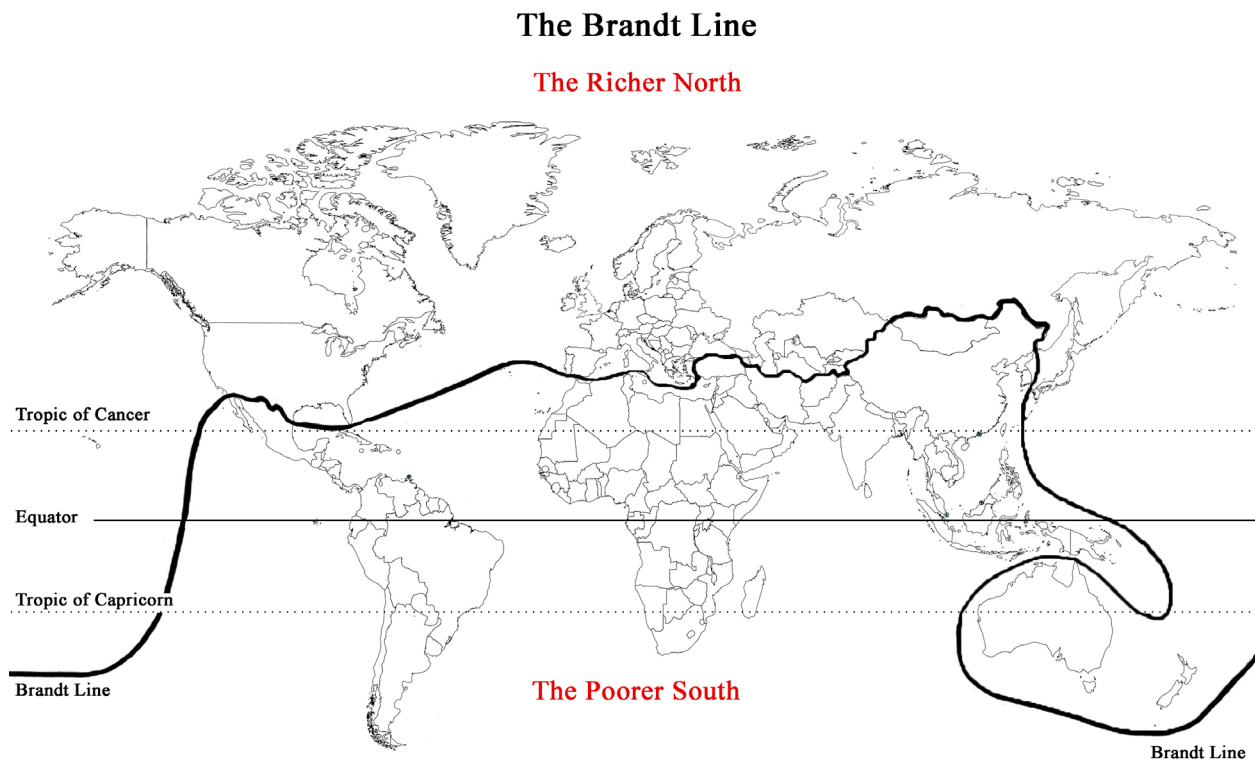 The Brandt Line
The Richer North
Tropic of Cancer
Equator
Tropic of Capricorn
Brandt Line
The Poorer South
Brandt Line